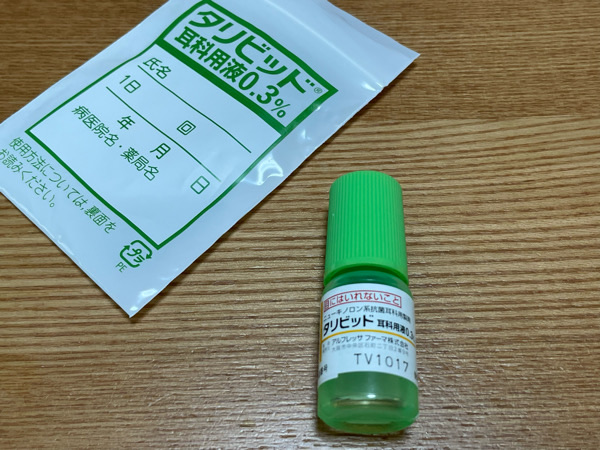 タリビッド®
耳科用液0.3%
氏名
1日 回
年 月 日
病医院名・薬局名
使用方法については、裏面を
お読みください。
プラ
PE
にはいれないこと
ニューキノロン系抗菌耳科用製剤
タリビッド 耳科用液0.3
アルフレッサ ファーマ株式会社
TV1017